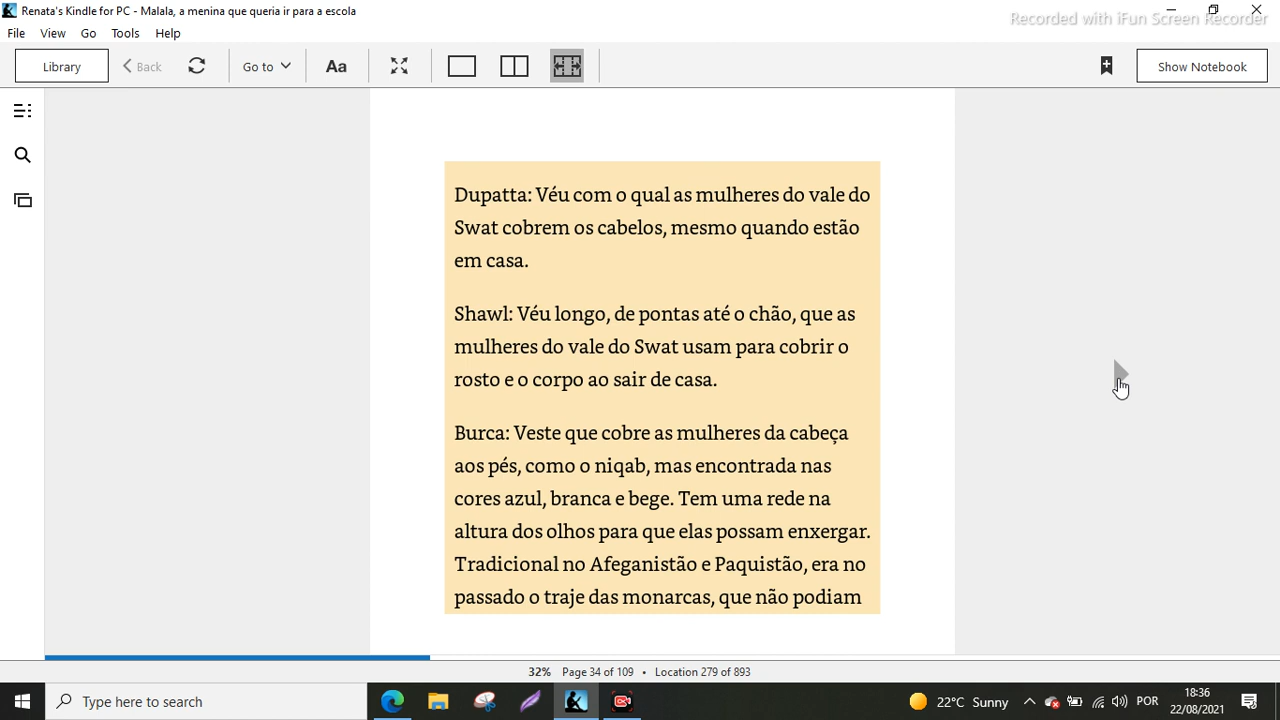 Renata's Kindle for PC - Malala, a menina que queria ir para a escola
Recorded with iFun Screen Recorder
File View Go Tools Help
Library Back Go to Aa Show Notebook
Dupatta: Véu com o qual as mulheres do vale do
Swat cobrem os cabelos, mesmo quando estão
em casa.
Shawl: Véu longo, de pontas até o chão, que as
mulheres do vale do Swat usam para cobrir o
rosto e o corpo ao sair de casa.
Burca: Veste que cobre as mulheres da cabeça
aos pés, como o niqab, mas encontrada nas
cores azul, branca e bege. Tem uma rede na
altura dos olhos para que elas possam enxergar.
Tradicional no Afeganistão e Paquistão, era no
passado o traje das monarcas, que não podiam
32% Page 34 of 109 • Location 279 of 893
Type here to search
22°C Sunny
POR
18:36
22/08/2021